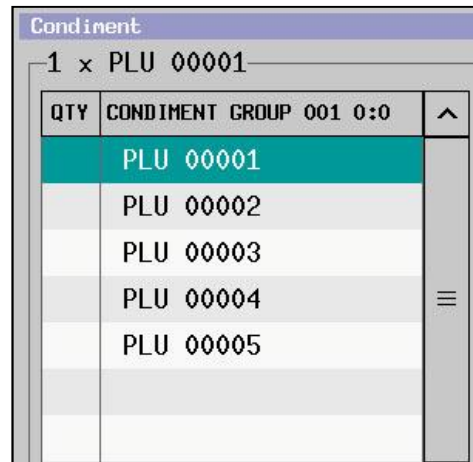 Condiment
1 x PLU 00001
QTY CONDIMENT GROUP 001 0:0
PLU 00001
PLU 00002
PLU 00003
PLU 00004
PLU 00005